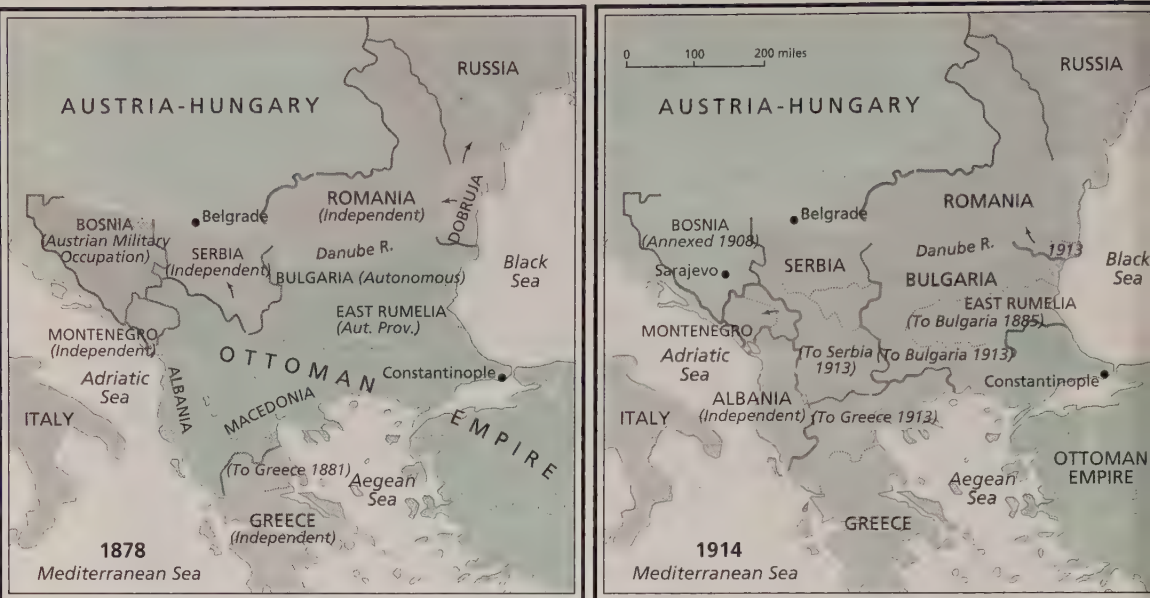 RUSSIA
AUSTRIA-HUNGARY
ROMANIA
(Independent)
DOBRUJA
BOSNIA
(Austrian Military
Occupation)
Belgrade
SERBIA
(Independent)
Danube R.
BULGARIA (Autonomous)
Black
Sea
EAST RUMELIA
(Aut. Prov.)
MONTENEGRO
(Independent)
OTTOMAN
EMPIRE
Adriatic
Sea
ALBANIA
Constantinople
ITALY
MACEDONIA
(To Greece 1881)
Aegean
Sea
GREECE
(Independent)
1878
Mediterranean Sea
0 100 200 miles
RUSSIA
AUSTRIA-HUNGARY
ROMANIA
BOSNIA
(Annexed 1908)
Belgrade
Danube R.
1913
Sarajevo
SERBIA
BULGARIA
Black
Sea
EAST RUMELIA
(To Bulgaria 1885)
MONTENEGRO
Adriatic
Sea
(To Serbia
1913)
(To Bulgaria 1913)
Constantinople
ALBANIA
(Independent)
(To Greece 1913)
ITALY
OTTOMAN
EMPIRE
Aegean
Sea
GREECE
1914
Mediterranean Sea